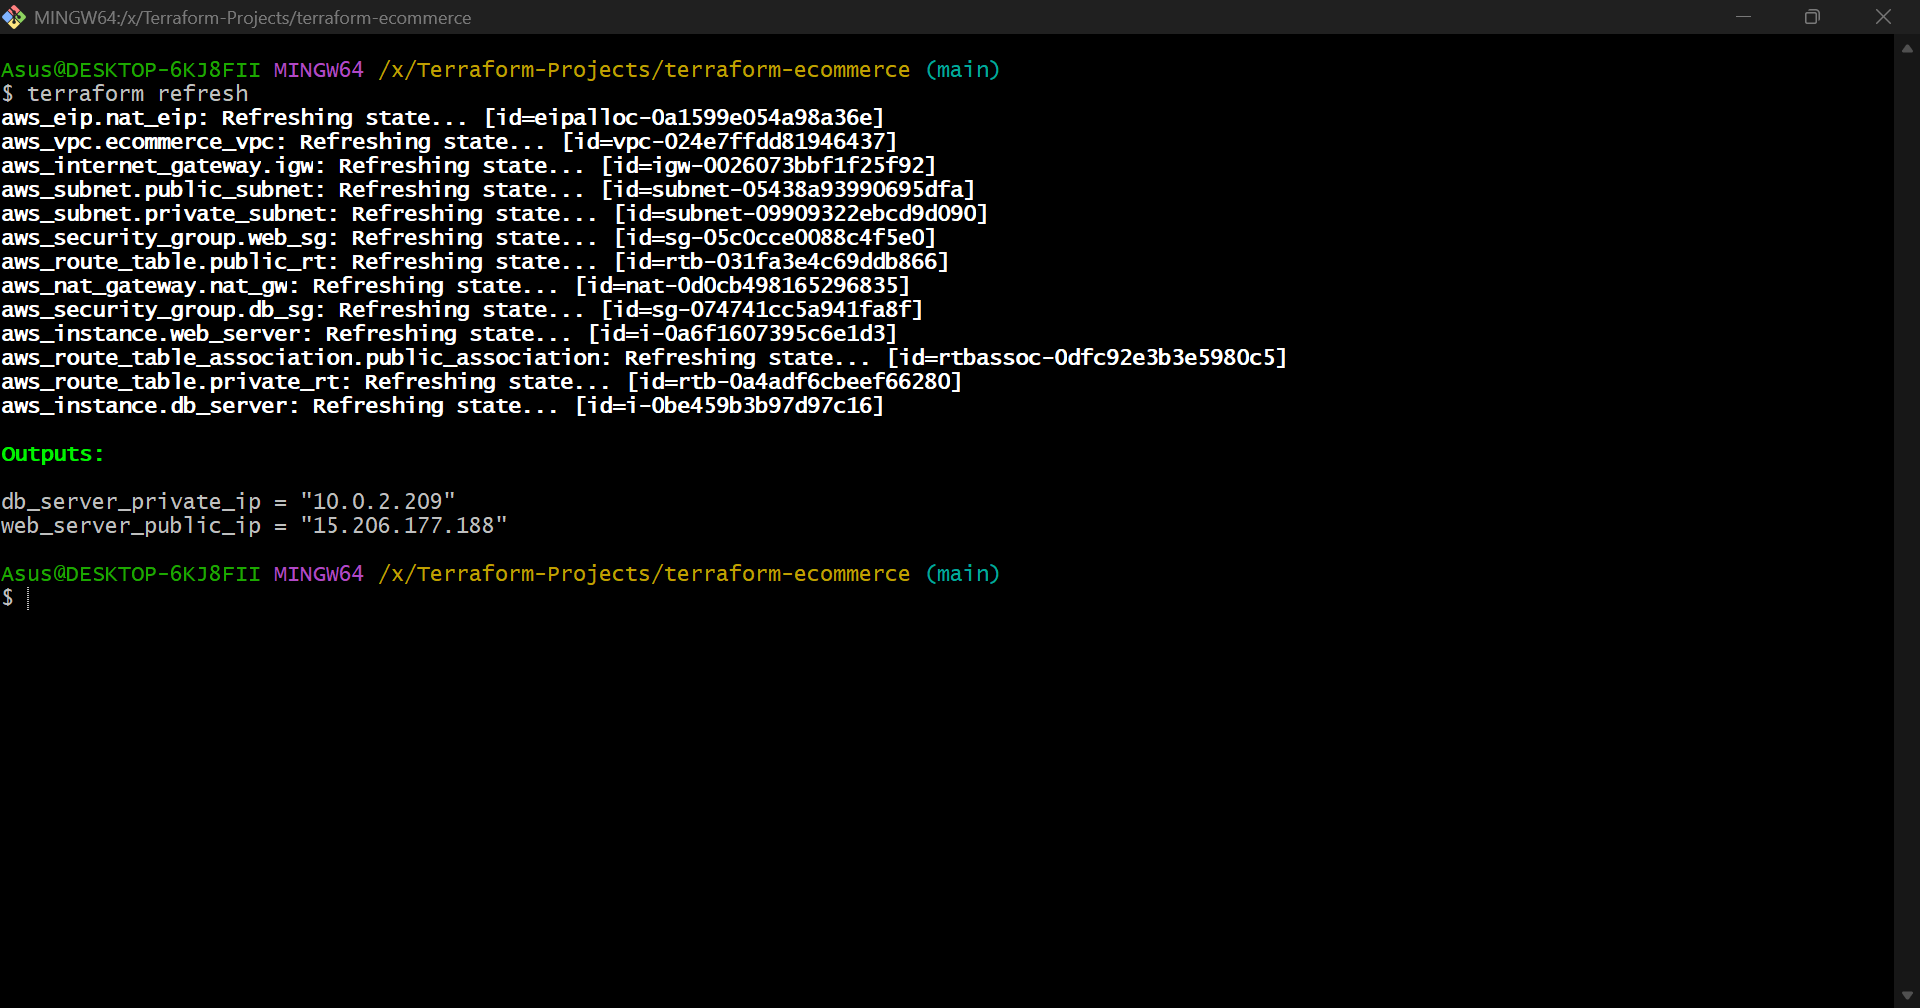 MINGW64:/x/Terraform-Projects/terraform-ecommerce
Asus@DESKTOP-6KJ8FII MINGW64 /x/Terraform-Projects/terraform-ecommerce (main)
$ terraform refresh
aws_eip.nat_eip: Refreshing state... [id=eipalloc-0a1599e054a98a36e]
aws_vpc.ecommerce_vpc: Refreshing state... [id=vpc-024e7ffdd81946437]
aws_internet_gateway.igw: Refreshing state... [id=igw-0026073bbf1f25f92]
aws_subnet.public_subnet: Refreshing state... [id=subnet-05438a93990695dfa]
aws_subnet.private_subnet: Refreshing state... [id=subnet-09909322ebcd9d090]
aws_security_group.web_sg: Refreshing state... [id=sg-05c0cce0088c4f5e0]
aws_route_table.public_rt: Refreshing state... [id=rtb-031fa3e4c69ddb866]
aws_nat_gateway.nat_gw: Refreshing state... [id=nat-0d0cb498165296835]
aws_security_group.db_sg: Refreshing state... [id=sg-074741cc5a941fa8f]
aws_instance.web_server: Refreshing state... [id=i-0a6f1607395c6e1d3]
aws_route_table_association.public_association: Refreshing state... [id=rtbassoc-0dfc92e3b3e5980c5]
aws_route_table.private_rt: Refreshing state... [id=rtb-0a4adf6cbeef66280]
aws_instance.db_server: Refreshing state... [id=i-0be459b3b97d97c16]
Outputs:
db_server_private_ip = "10.0.2.209"
web_server_public_ip = "15.206.177.188"
Asus@DESKTOP-6KJ8FII MINGW64 /x/Terraform-Projects/terraform-ecommerce (main)
$